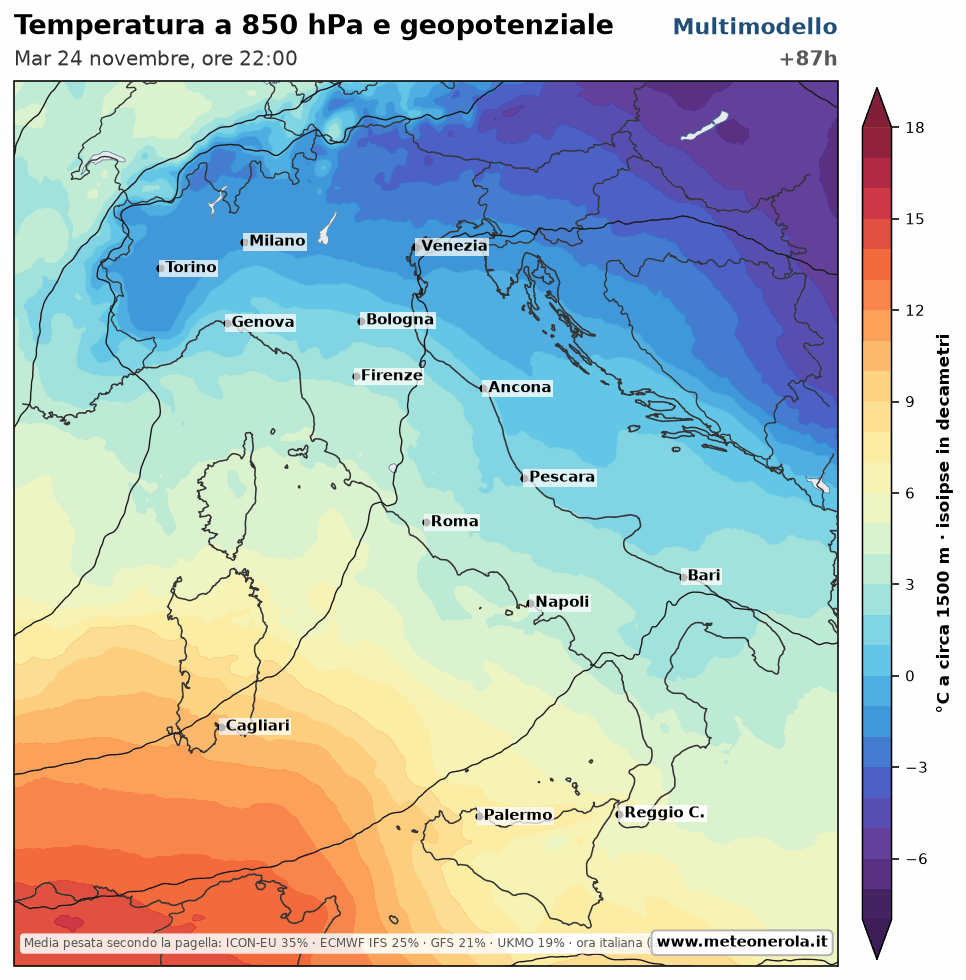 Temperatura a 850 hPa e geopotenziale
Multimodello
Mar 24 novembre, ore 22:00
+87h
Milano
Venezia
Torino
Genova
Bologna
Firenze
Ancona
Pescara
Roma
Bari
Napoli
Cagliari
Palermo
Reggio C.
18
15
12
9
6
3
0
−3
−6
°C a circa 1500 m · isoipse in decametri
Media pesata secondo la pagella: ICON-EU 35% · ECMWF IFS 25% · GFS 21% · UKMO 19% · ora italiana (
www.meteonerola.it